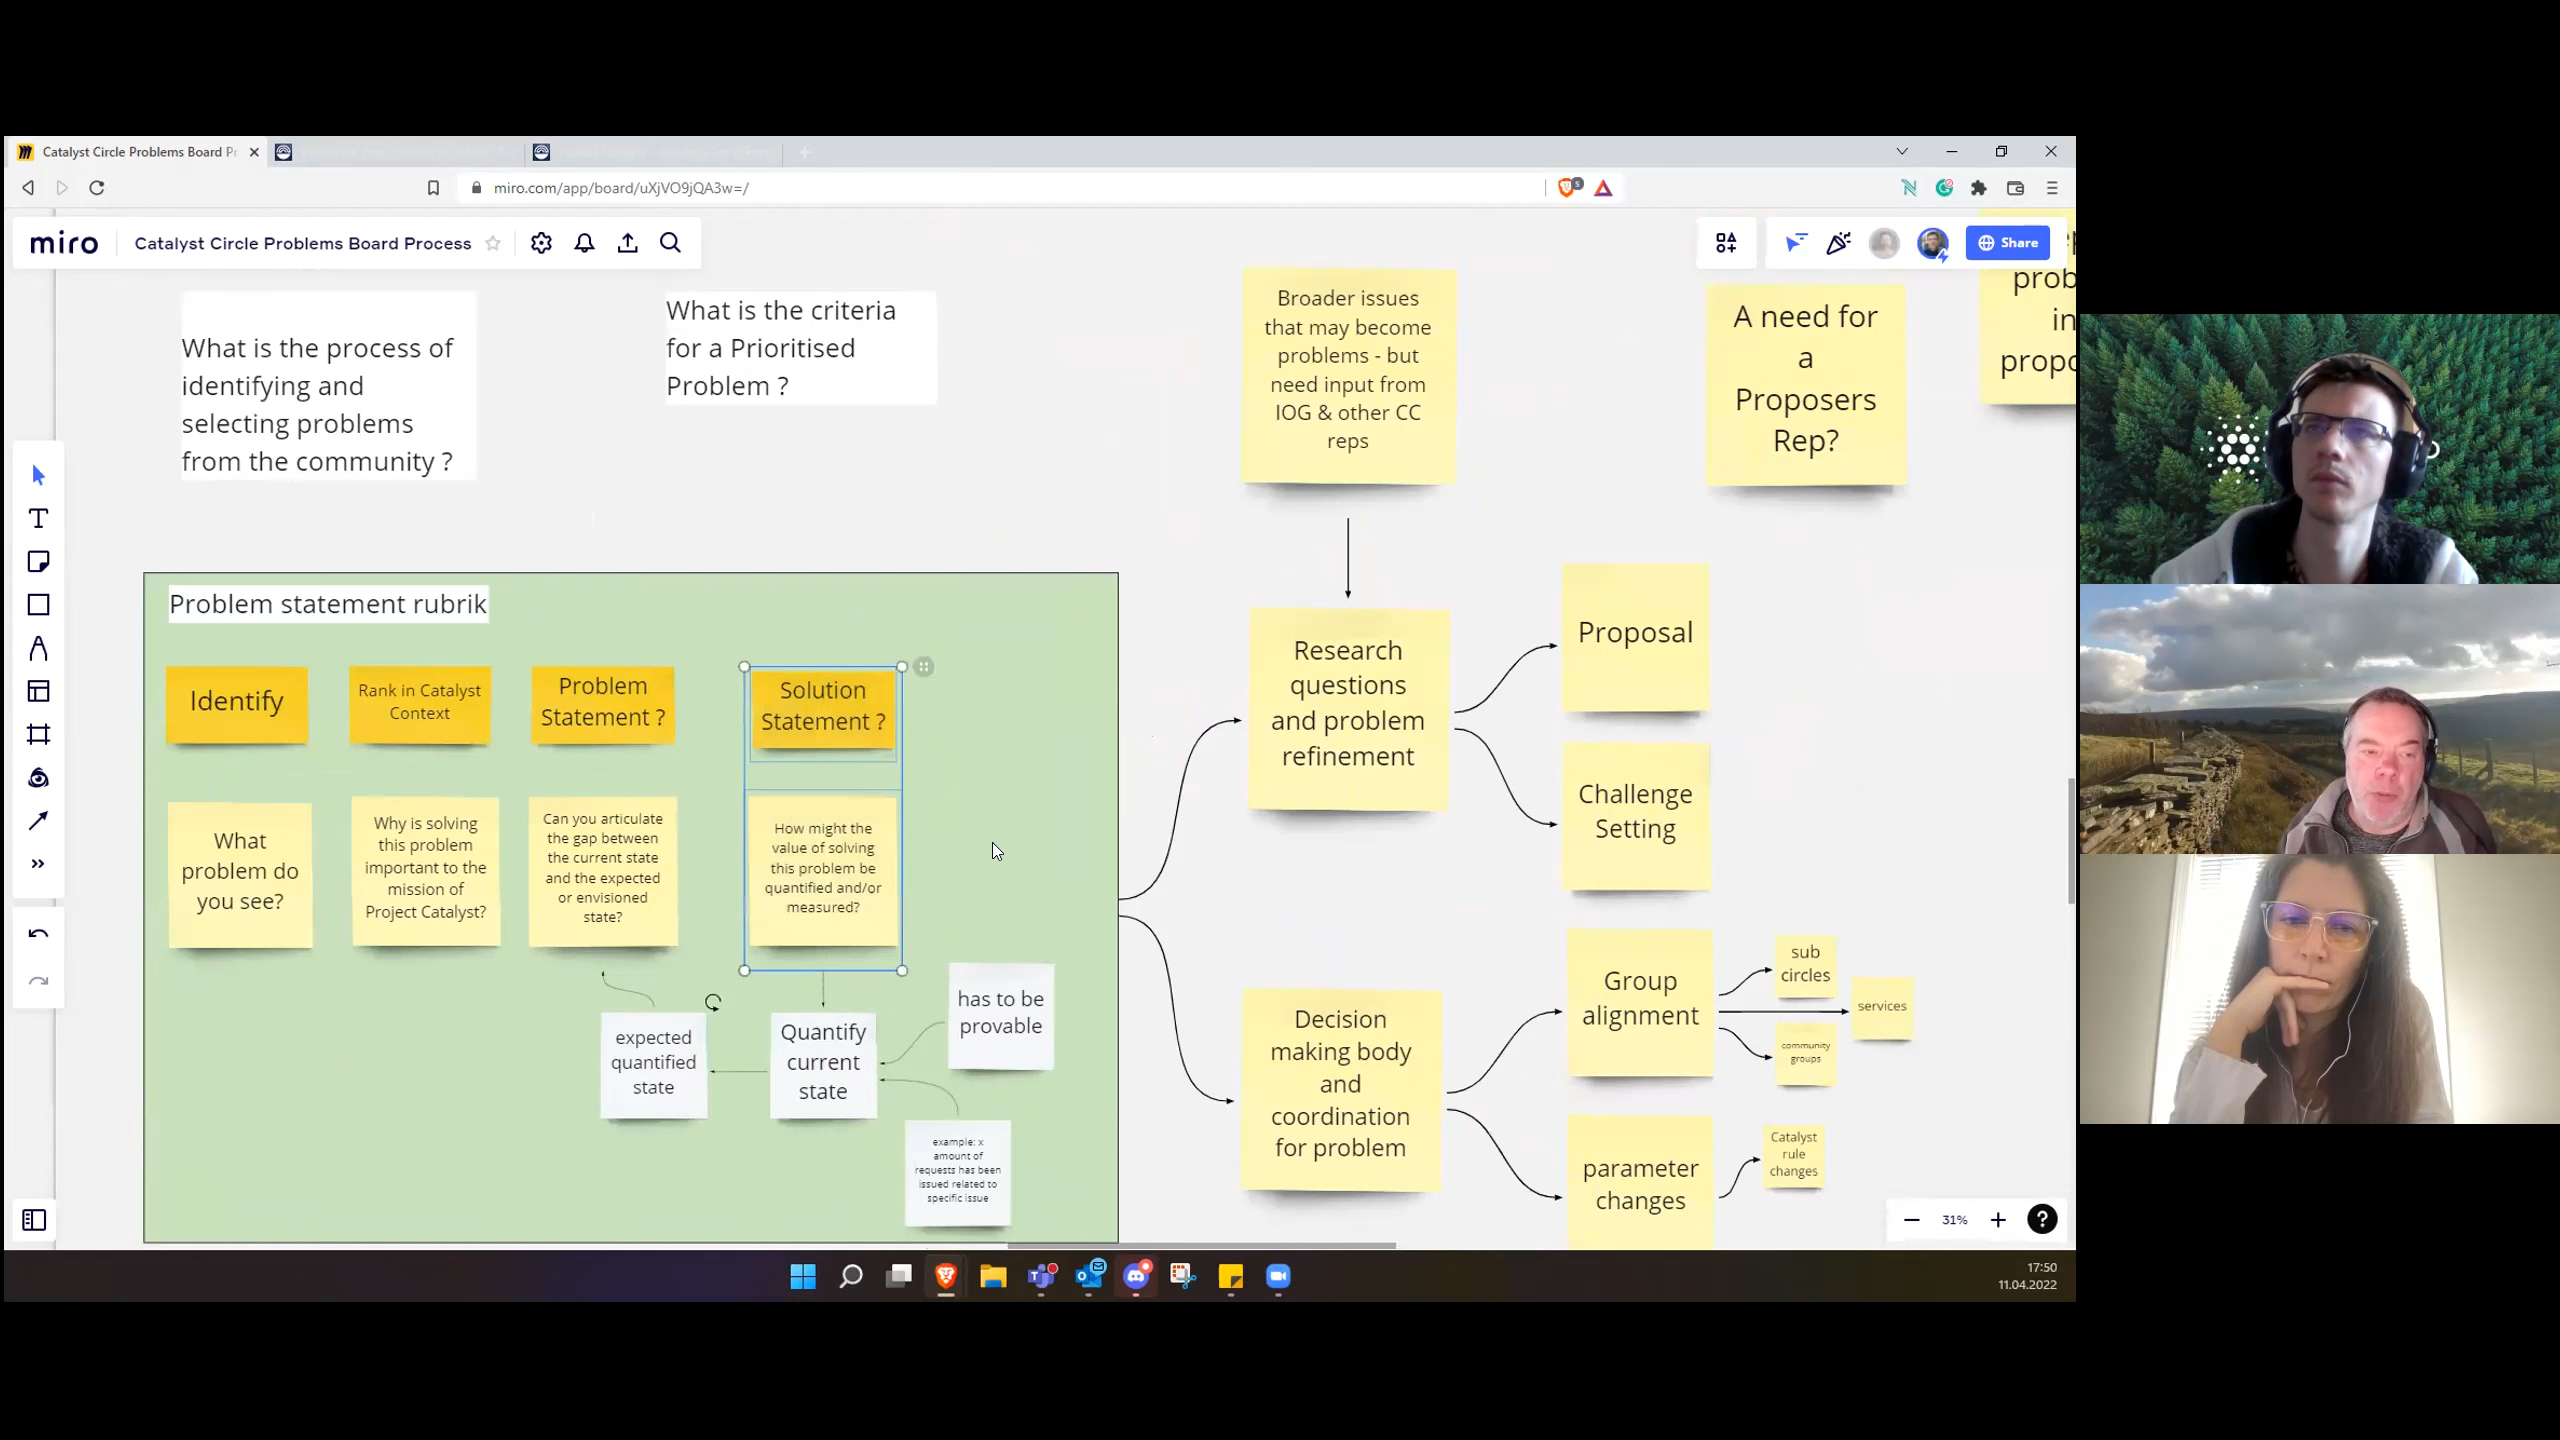 Catalyst Circle Problems Board Pr
miro.com/app/board/uXjVO9jQA3w=/
miro
Catalyst Circle Problems Board Process
Share
What is the process of
identifying and
selecting problems
from the community ?
What is the criteria
for a Prioritised
Problem ?
Broader issues
that may become
problems - but
need input from
IOG & other CC
reps
A need for
a
Proposers
Rep?
prob
in
propo
Problem statement rubrik
Identify
Rank in Catalyst
Context
Problem
Statement ?
Solution
Statement ?
What
problem do
you see?
Why is solving
this problem
important to the
mission of
Project Catalyst?
Can you articulate
the gap between
the current state
and the expected
or envisioned
state?
How might the
value of solving
this problem be
quantified and/or
measured?
expected
quantified
state
Quantify
current
state
has to be
provable
example: x
amount of
requests has been
issued related to
specific issue
Research
questions
and problem
refinement
Proposal
Challenge
Setting
Decision
making body
and
coordination
for problem
Group
alignment
sub
circles
services
community
groups
parameter
changes
Catalyst
rule
changes
31%
17:50
11.04.2022